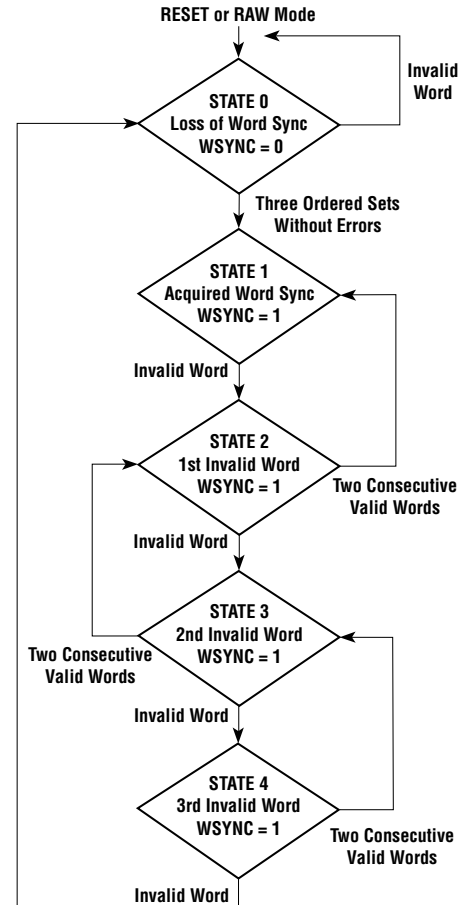 RESET or RAW Mode
Invalid
Word
STATE 0
Loss of Word Sync
WSYNC = 0
Three Ordered Sets
Without Errors
STATE 1
Acquired Word Sync
WSYNC = 1
Invalid Word
STATE 2
1st Invalid Word
WSYNC = 1
Two Consecutive
Valid Words
Invalid Word
STATE 3
2nd Invalid Word
WSYNC = 1
Two Consecutive
Valid Words
Invalid Word
STATE 4
3rd Invalid Word
WSYNC = 1
Two Consecutive
Valid Words
Invalid Word